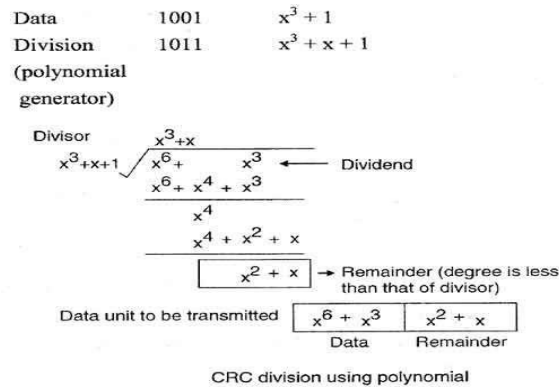 Data 1001 x³ + 1
Division 1011 x³ + x + 1
(polynomial
generator)
Divisor x³+x
x³+x+1 x⁶+ x³ ← Dividend
x⁶+ x⁴ + x³
x⁴
x⁴ + x² + x
x² + x → Remainder (degree is less
than that of divisor)
Data unit to be transmitted x⁶ + x³ x² + x
Data Remainder
CRC division using polynomial